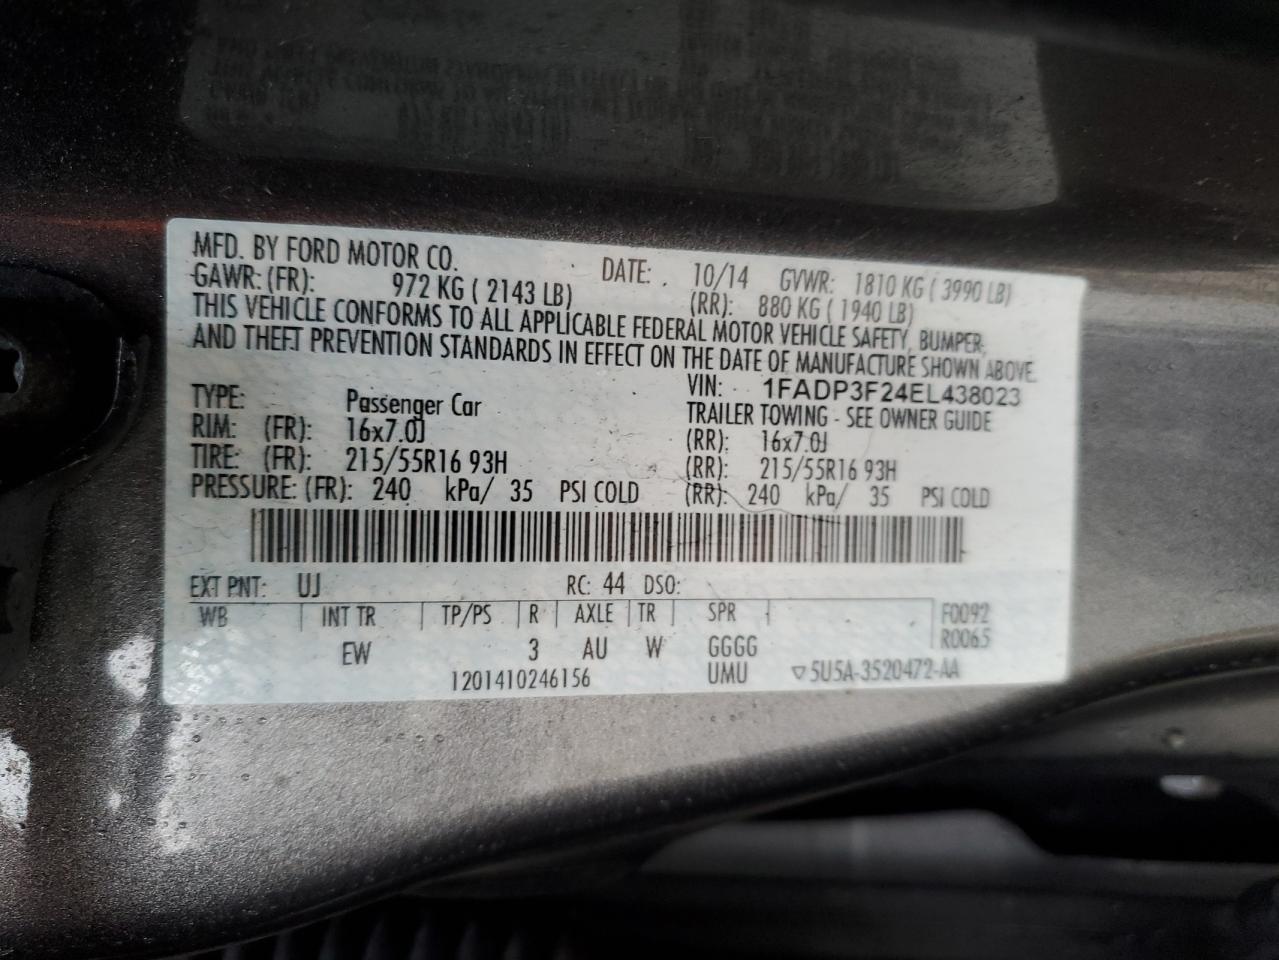 MFD. BY FORD MOTOR CO. DATE: 10/14 GVWR: 1810 KG ( 3990 LB)
GAWR: (FR): 972 KG ( 2143 LB) (RR): 880 KG ( 1940 LB)
THIS VEHICLE CONFORMS TO ALL APPLICABLE FEDERAL MOTOR VEHICLE SAFETY, BUMPER,
AND THEFT PREVENTION STANDARDS IN EFFECT ON THE DATE OF MANUFACTURE SHOWN ABOVE.
VIN: 1FADP3F24EL438023
TYPE: Passenger Car TRAILER TOWING - SEE OWNER GUIDE
RIM: (FR): 16x7.0J (RR): 16x7.0J
TIRE: (FR): 215/55R16 93H (RR): 215/55R16 93H
PRESSURE: (FR): 240 kPa/ 35 PSI COLD (RR): 240 kPa/ 35 PSI COLD
EXT PNT: UJ RC: 44 DSO:
WB INT TR TP/PS R AXLE TR SPR F0092
EW 3 AU W GGGG R0065
1201410246156 UMU ▽5U5A-3520472-AA